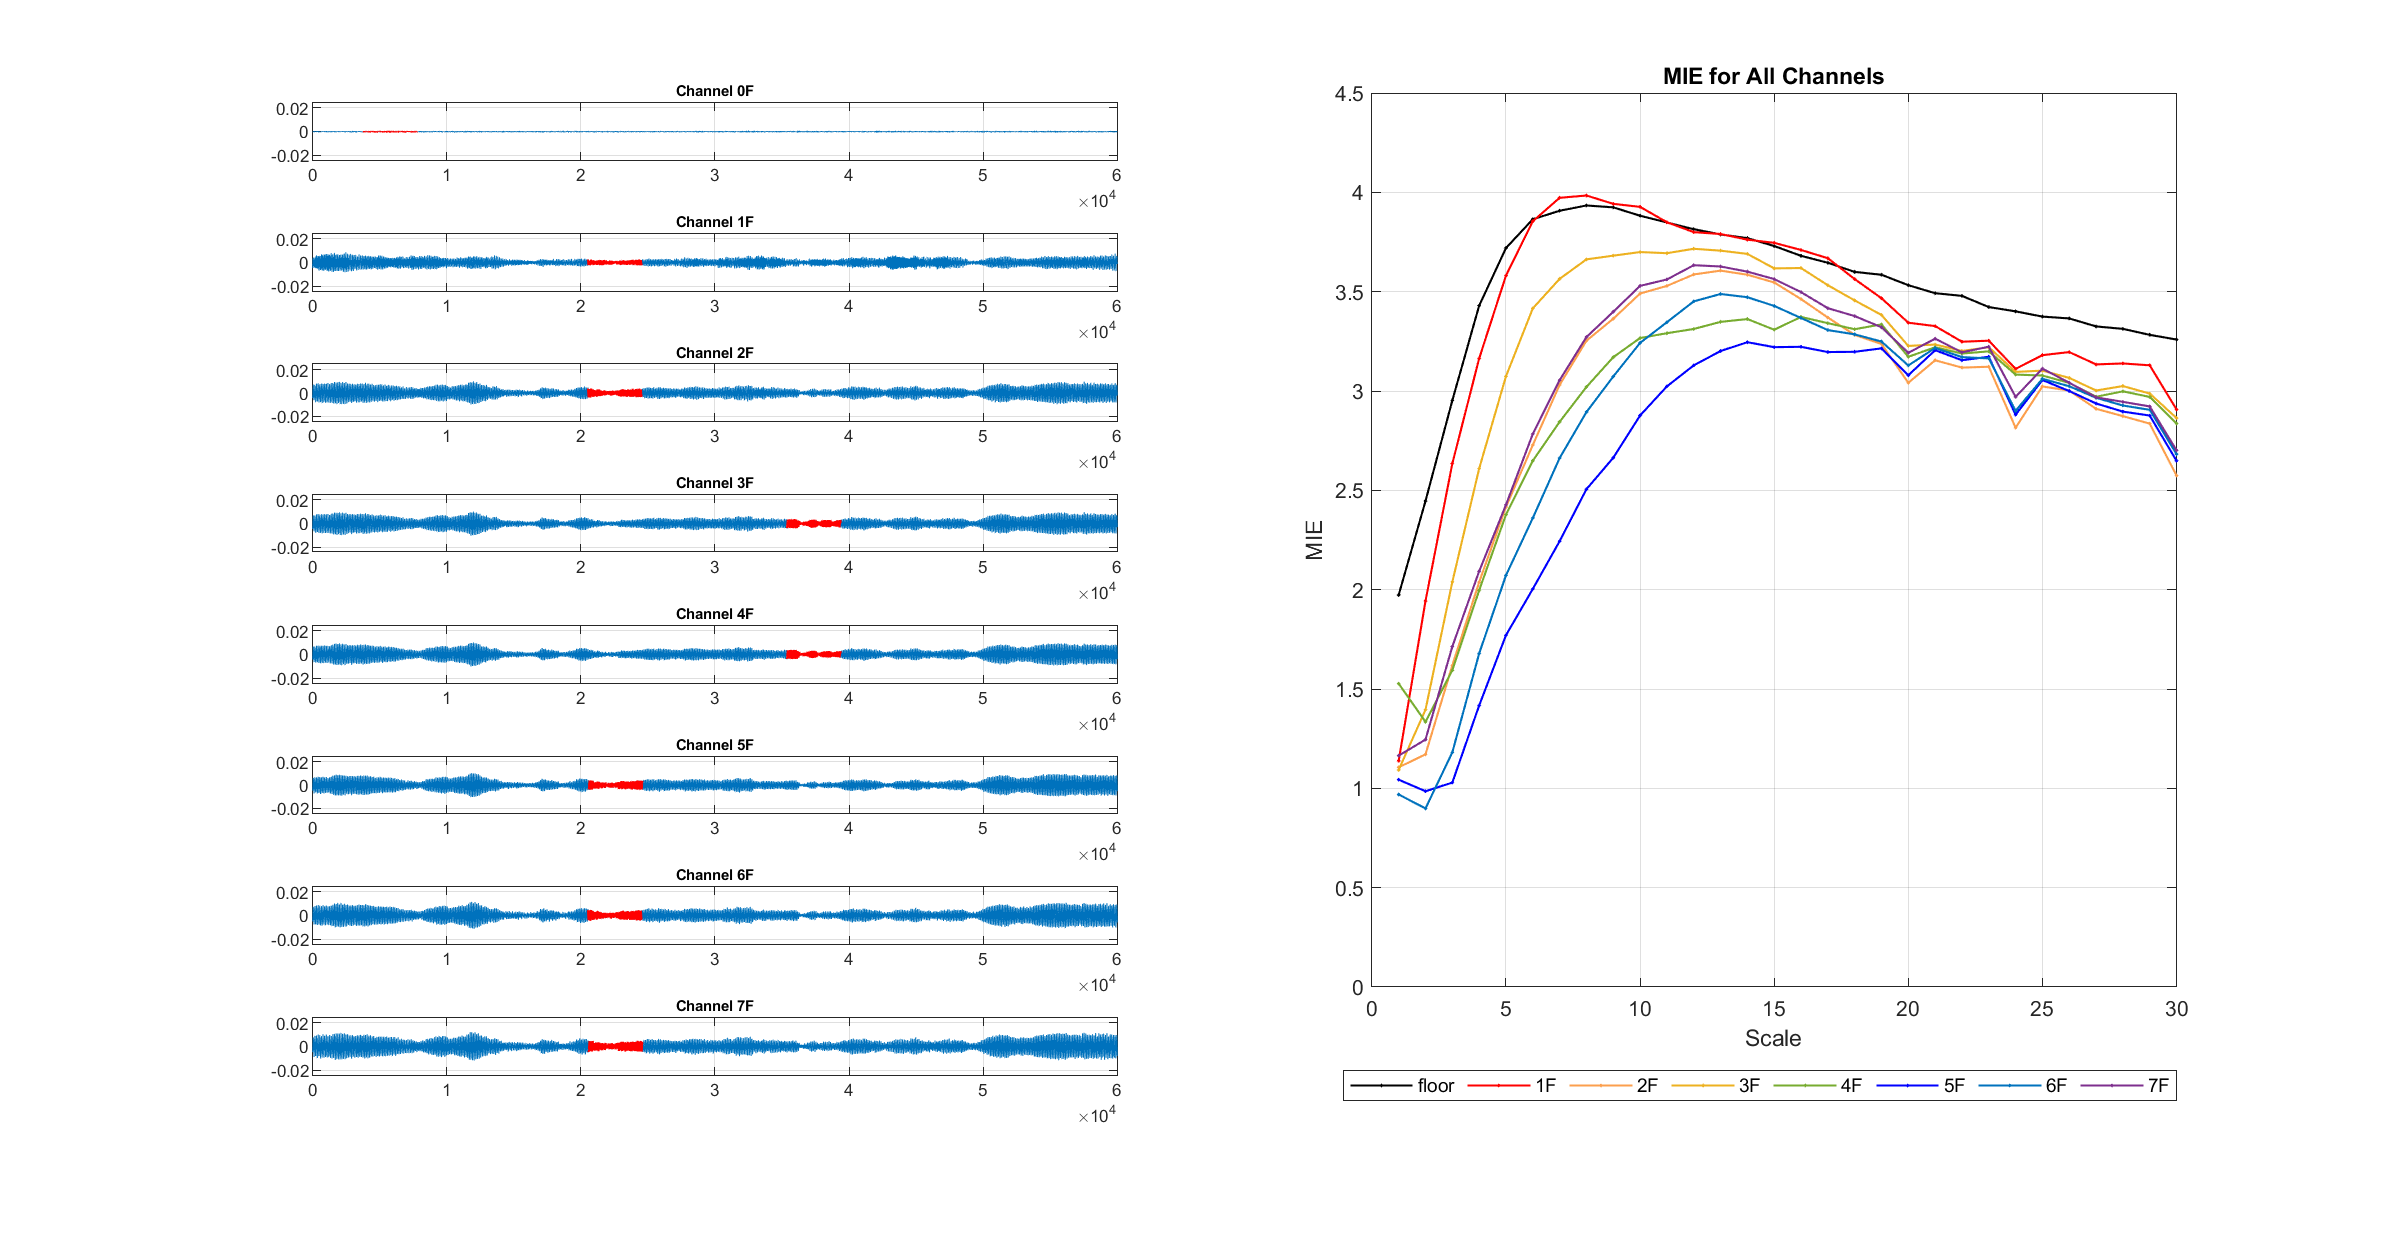 Channel 0F
0.02
0
-0.02
0 1 2 3 4 5 6
×10^4
Channel 1F
0.02
0
-0.02
0 1 2 3 4 5 6
×10^4
Channel 2F
0.02
0
-0.02
0 1 2 3 4 5 6
×10^4
Channel 3F
0.02
0
-0.02
0 1 2 3 4 5 6
×10^4
Channel 4F
0.02
0
-0.02
0 1 2 3 4 5 6
×10^4
Channel 5F
0.02
0
-0.02
0 1 2 3 4 5 6
×10^4
Channel 6F
0.02
0
-0.02
0 1 2 3 4 5 6
×10^4
Channel 7F
0.02
0
-0.02
0 1 2 3 4 5 6
×10^4
MIE for All Channels
4.5
4
3.5
3
2.5
2
1.5
1
0.5
0
MIE
0 5 10 15 20 25 30
Scale
floor 1F 2F 3F 4F 5F 6F 7F